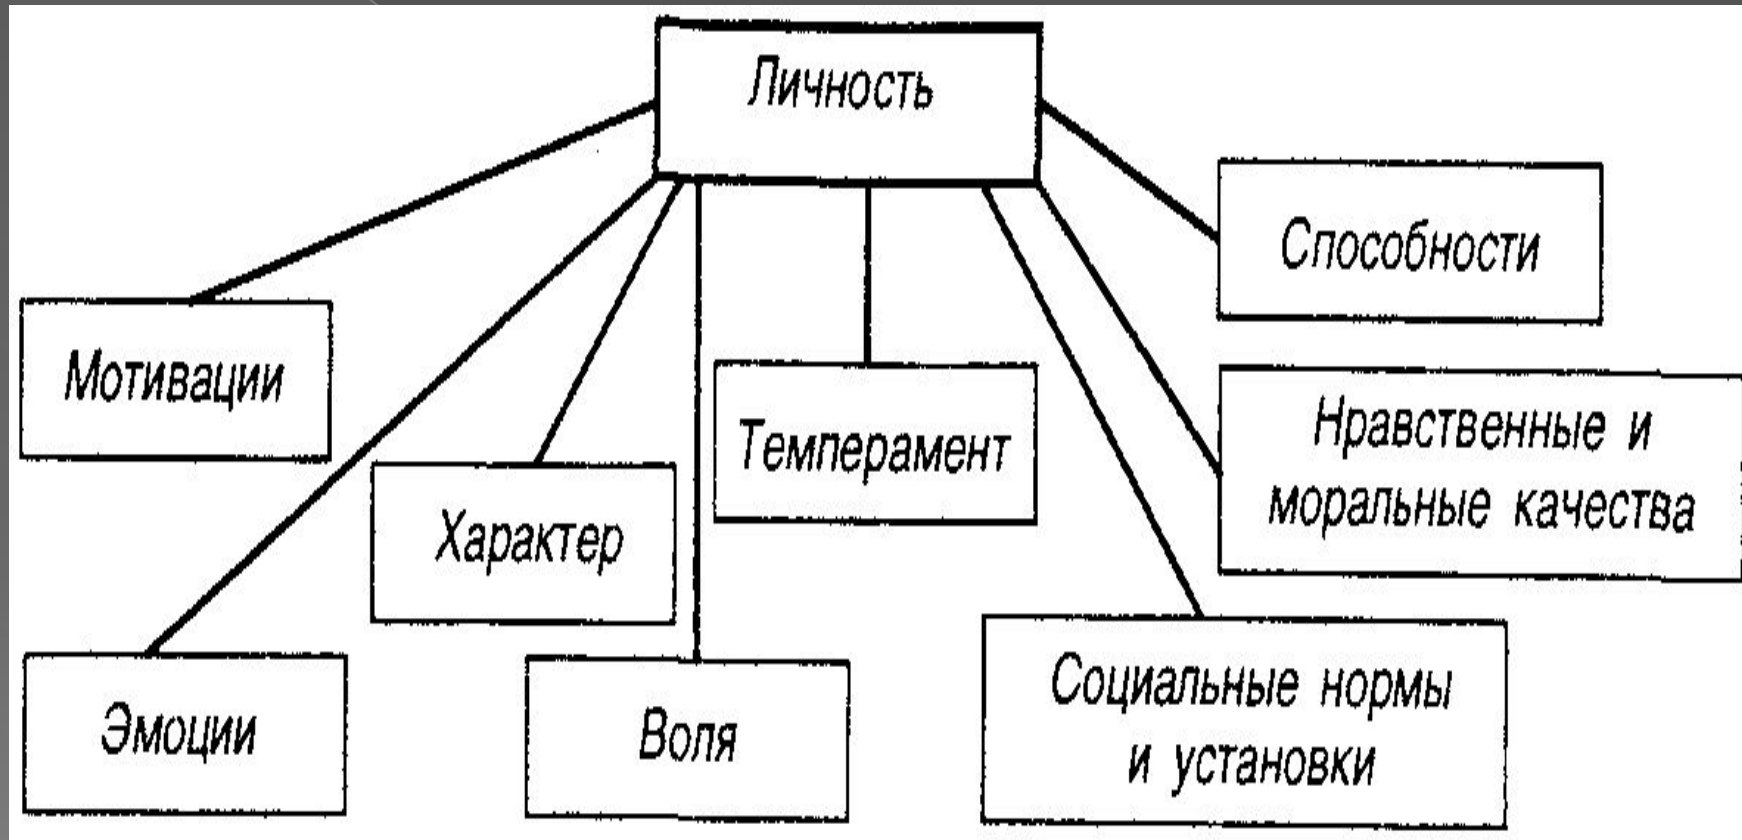 Личность
Способности
Мотивации
Нравственные и
моральные качества
Темперамент
Характер
Социальные нормы
и установки
Эмоции
Воля